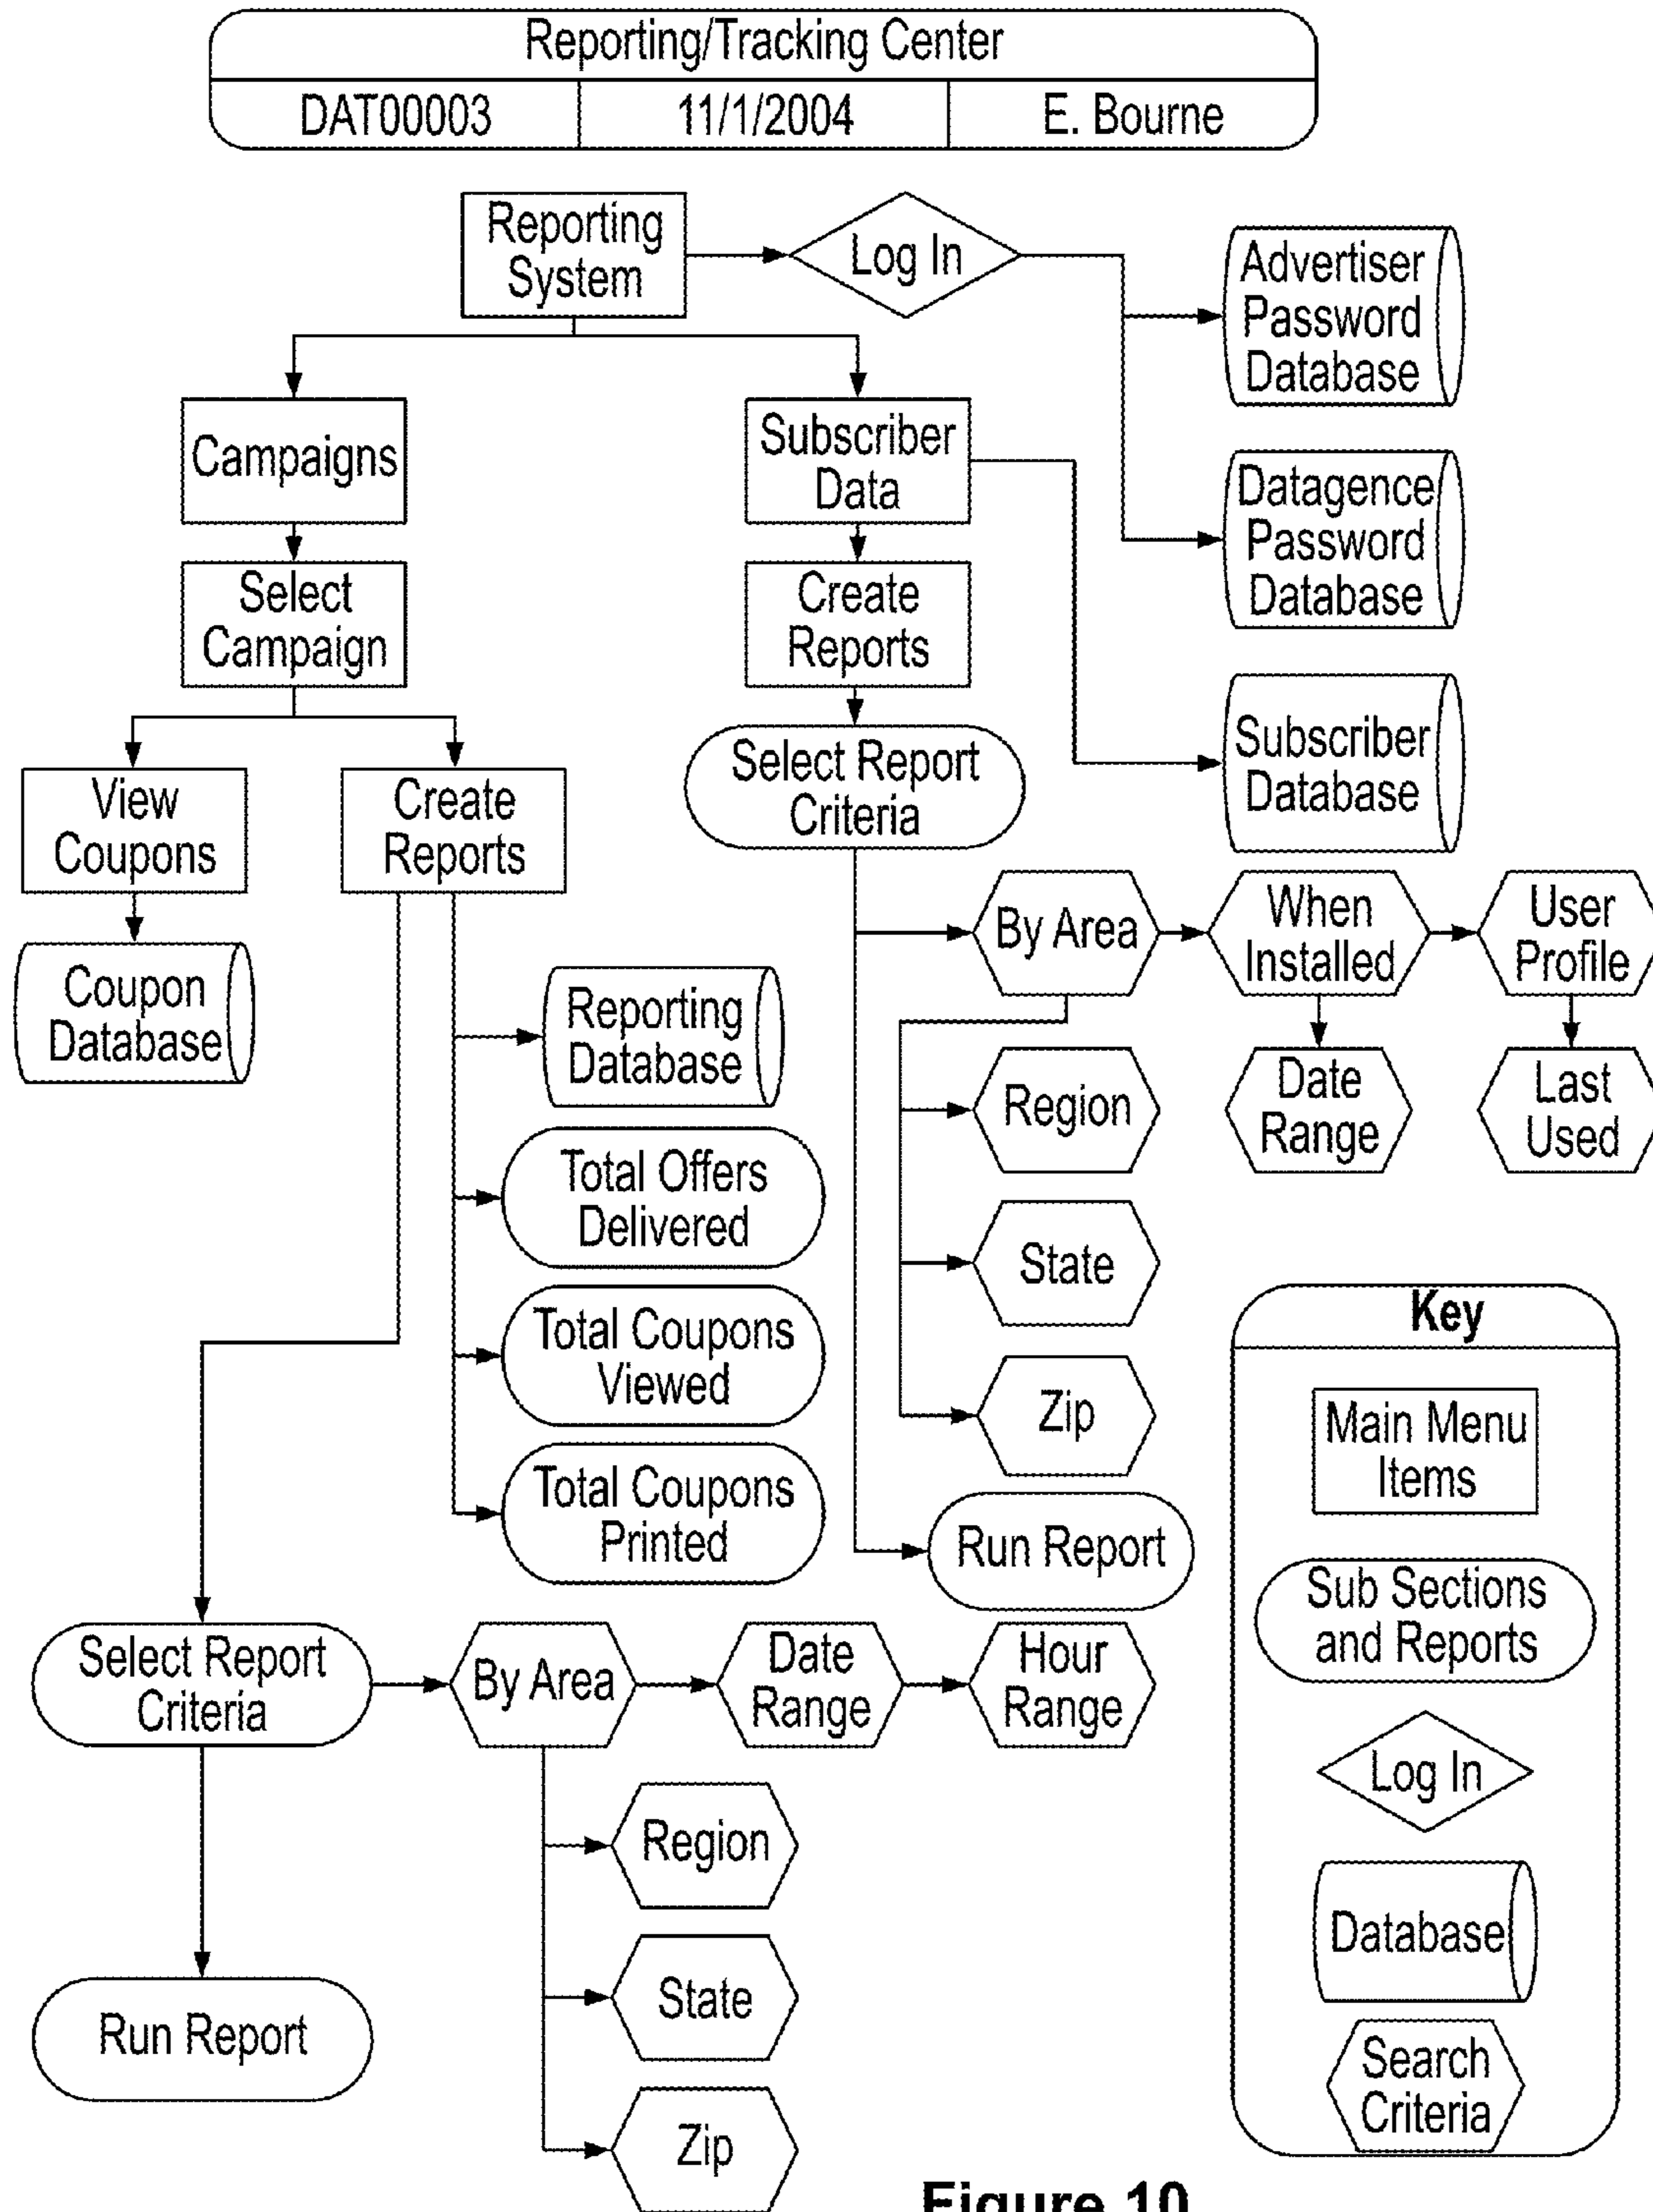 Reporting/Tracking Center
DAT00003 11/1/2004 E. Bourne
Reporting
System
Log In
Advertiser
Password
Database
Campaigns
Subscriber
Data
Datagence
Password
Database
Select
Campaign
Create
Reports
Subscriber
Database
View
Coupons
Create
Reports
Select Report
Criteria
Coupon
Database
By Area
When
Installed
User
Profile
Reporting
Database
Region
Date
Range
Last
Used
Total Offers
Delivered
State
Total Coupons
Viewed
Zip
Total Coupons
Printed
Run Report
Key
Main Menu
Items
Sub Sections
and Reports
Log In
Database
Search
Criteria
Select Report
Criteria
By Area
Date
Range
Hour
Range
Region
State
Zip
Run Report
Figure 10